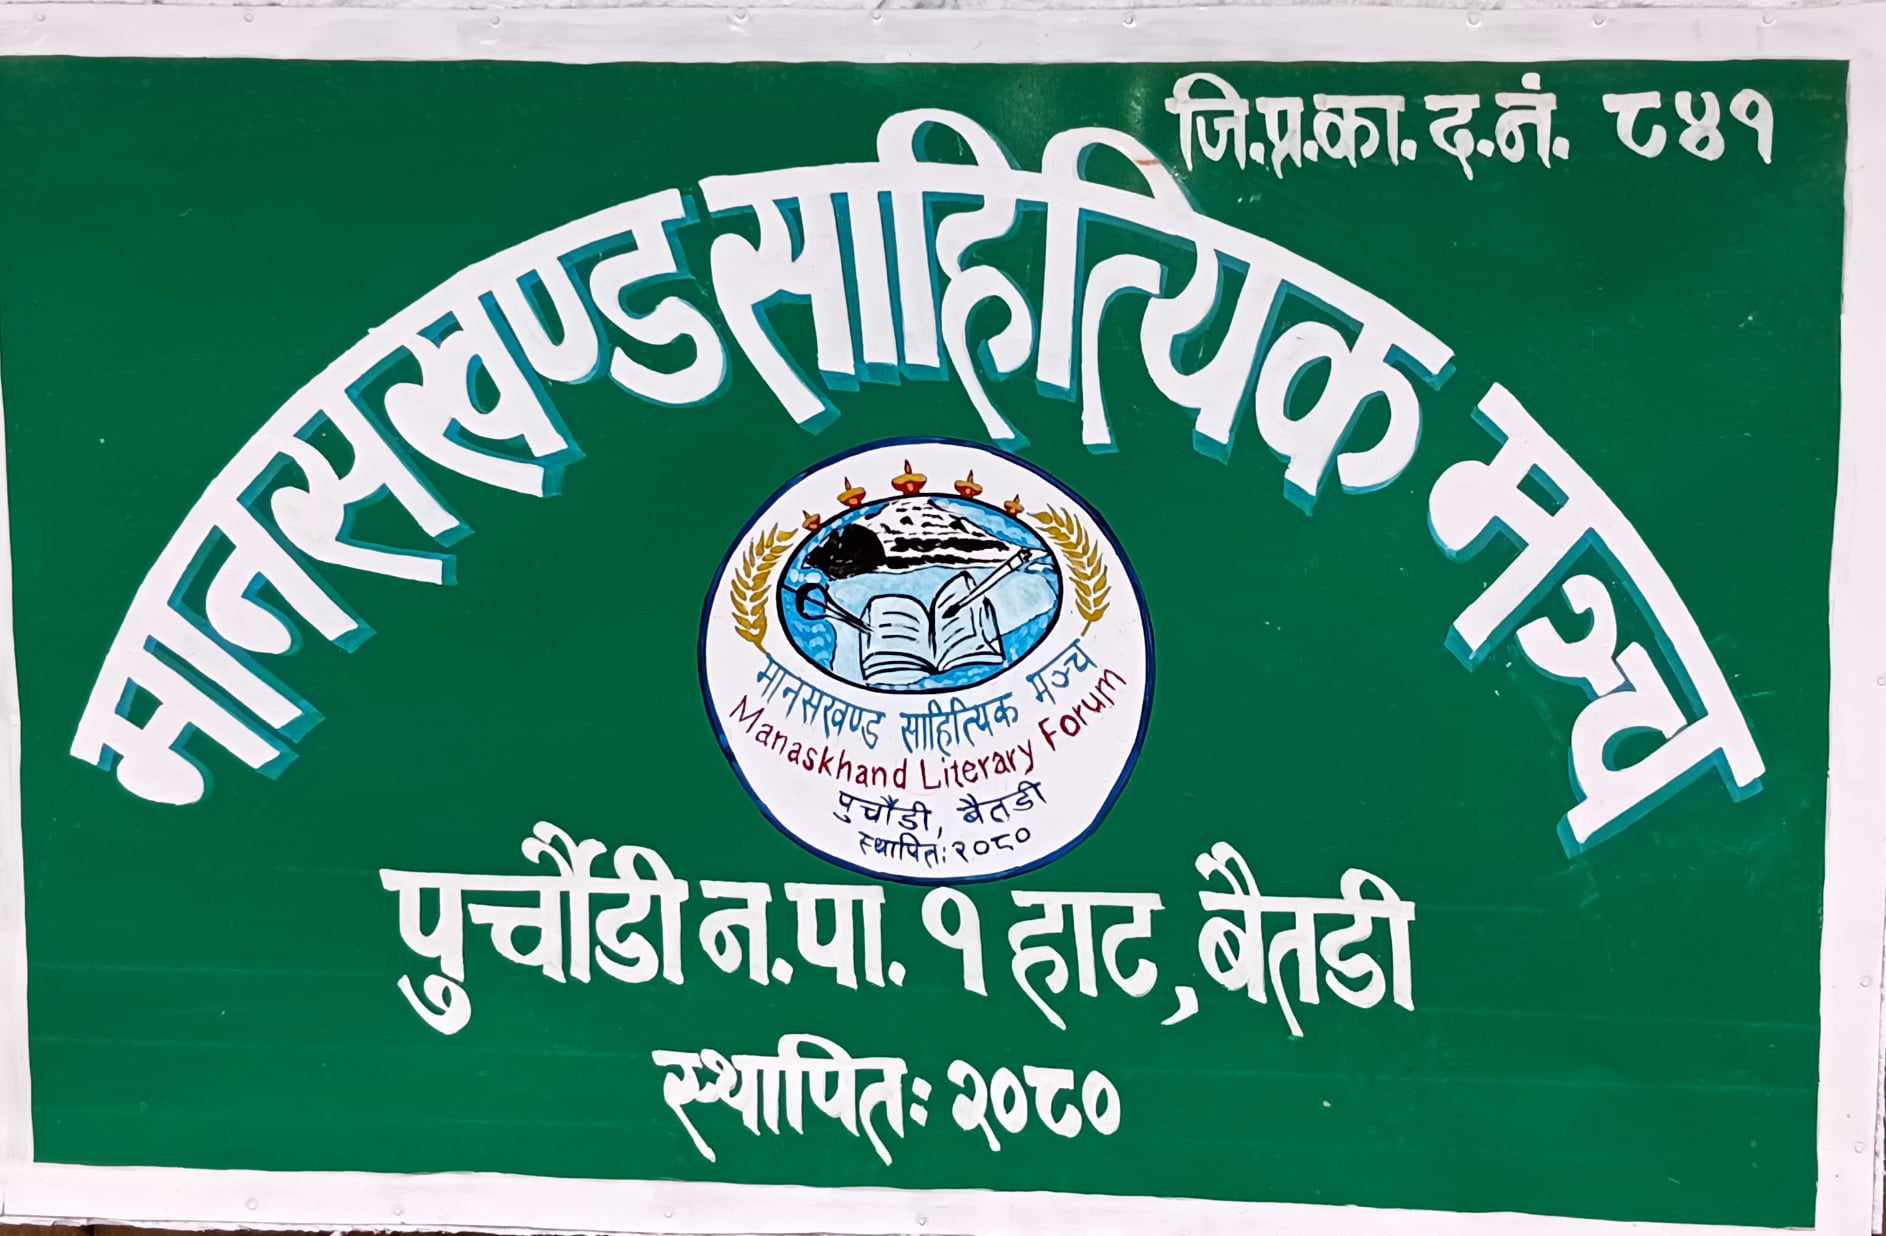 जि.प्र.का. द.नं. ८४१
मानसखण्ड साहित्यिक मञ्च
मानसखण्ड साहित्यिक मञ्च
Manaskhand Literary Forum
पुर्चौडी, बैतडी
स्थापित: २०८०
पुर्चौडी न.पा. १ हाट, बैतडी
स्थापित: २०८०